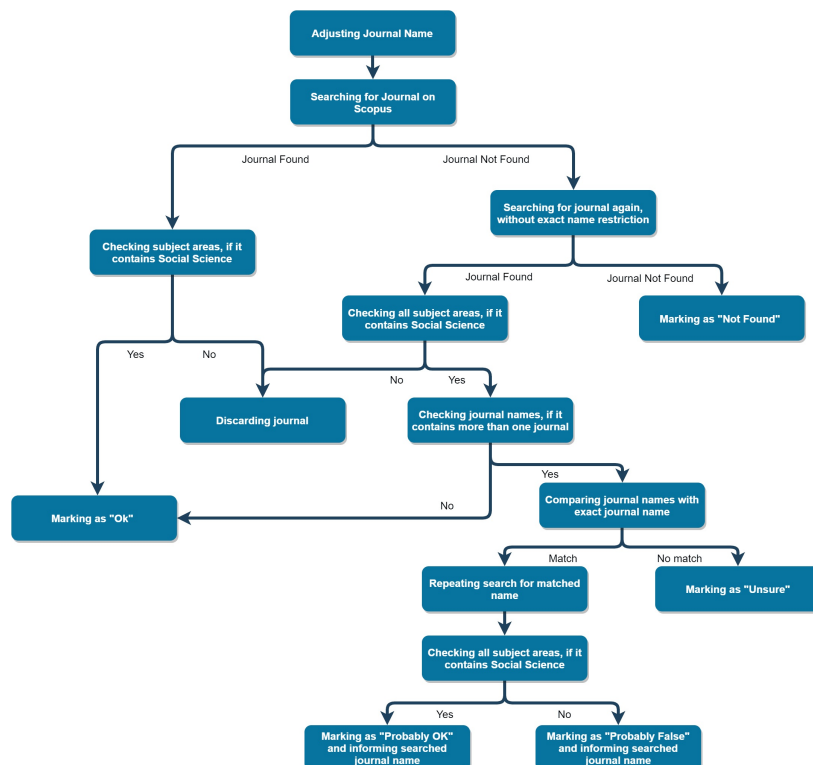 Adjusting Journal Name
Searching for Journal on
Scopus
Journal Found
Journal Not Found
Searching for journal again,
without exact name restriction
Checking subject areas, if it
contains Social Science
Journal Found
Journal Not Found
Checking all subject areas, if it
contains Social Science
Marking as "Not Found"
Yes
No
No
Yes
Discarding journal
Checking journal names, if it
contains more than one journal
Yes
No
Marking as "Ok"
Comparing journal names with
exact journal name
Match
No match
Repeating search for matched
name
Marking as "Unsure"
Checking all subject areas, if it
contains Social Science
Yes
No
Marking as "Probably OK"
and informing searched
journal name
Marking as "Probably False"
and informing searched
journal name